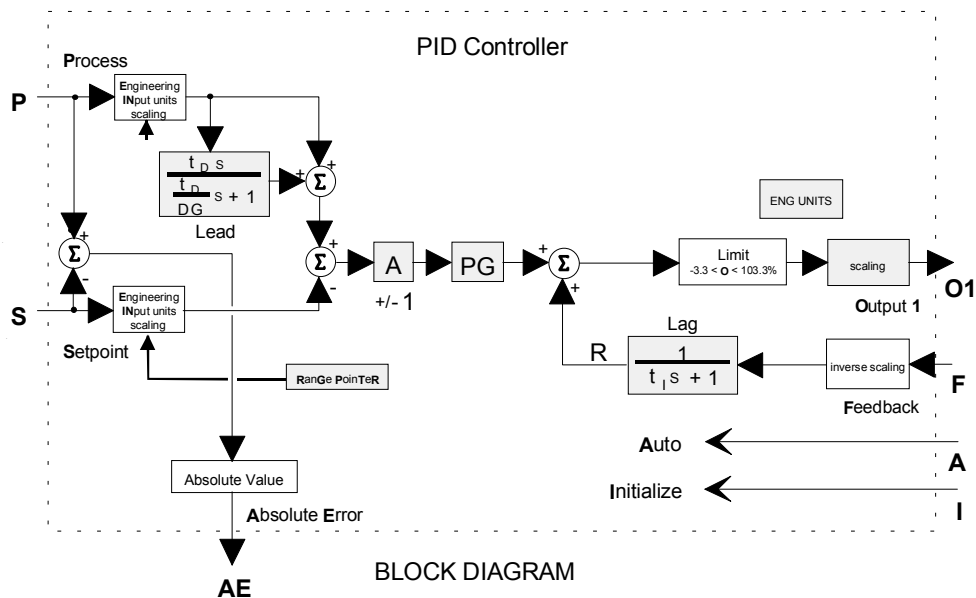 PID Controller
Process
P
Engineering
INput units
scaling
t D S
t D
DG
S + 1
Lead
+
+
Σ
+
-
Σ
+
-
Σ
A
+/- 1
PG
+
+
Σ
ENG UNITS
Limit
-3.3 < O < 103.3%
scaling
Output 1
O1
S
Engineering
INput units
scaling
Setpoint
RanGe PoinTeR
Lag
R
1
t I S + 1
inverse scaling
Feedback
F
Auto
A
Initialize
I
Absolute Value
Absolute Error
AE
BLOCK DIAGRAM